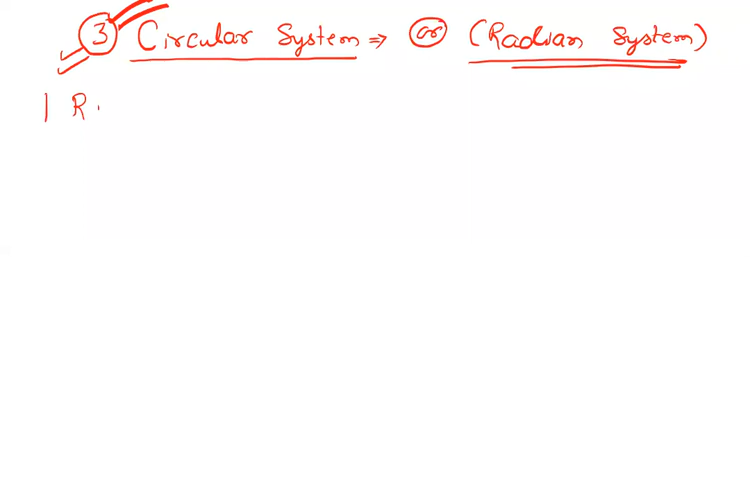 3 Circular System ⇒ or (Radian System)
1 R